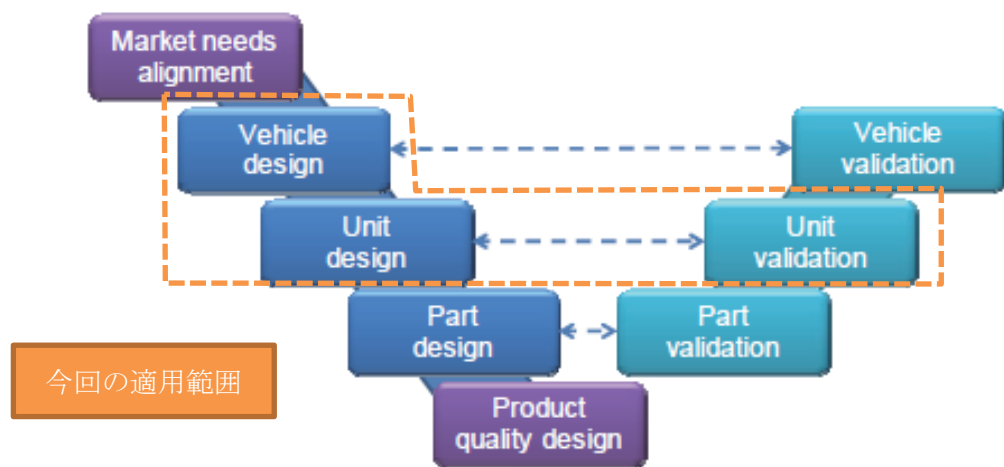 Market needs
alignment
Vehicle
design
Vehicle
validation
Unit
design
Unit
validation
Part
design
Part
validation
今回の適用範囲
Product
quality design